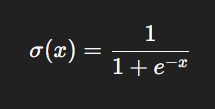 σ(x) = 1 / (1 + e^{-x})